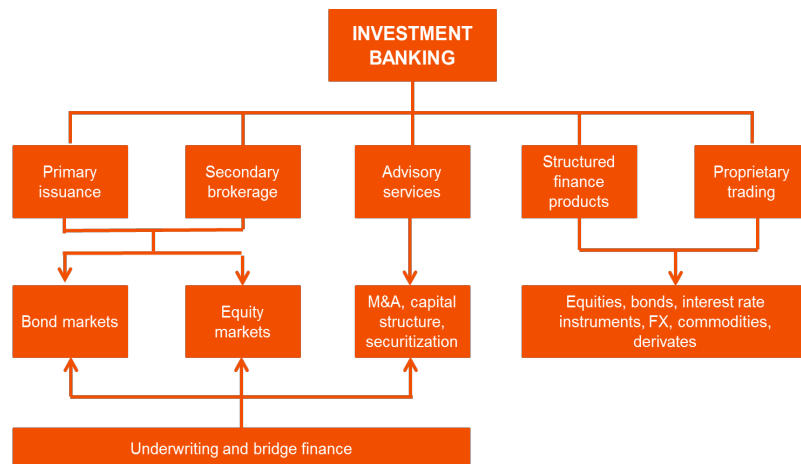 INVESTMENT
BANKING
Primary
issuance
Secondary
brokerage
Advisory
services
Structured
finance
products
Proprietary
trading
Bond markets
Equity
markets
M&A, capital
structure,
securitization
Equities, bonds, interest rate
instruments, FX, commodities,
derivates
Underwriting and bridge finance